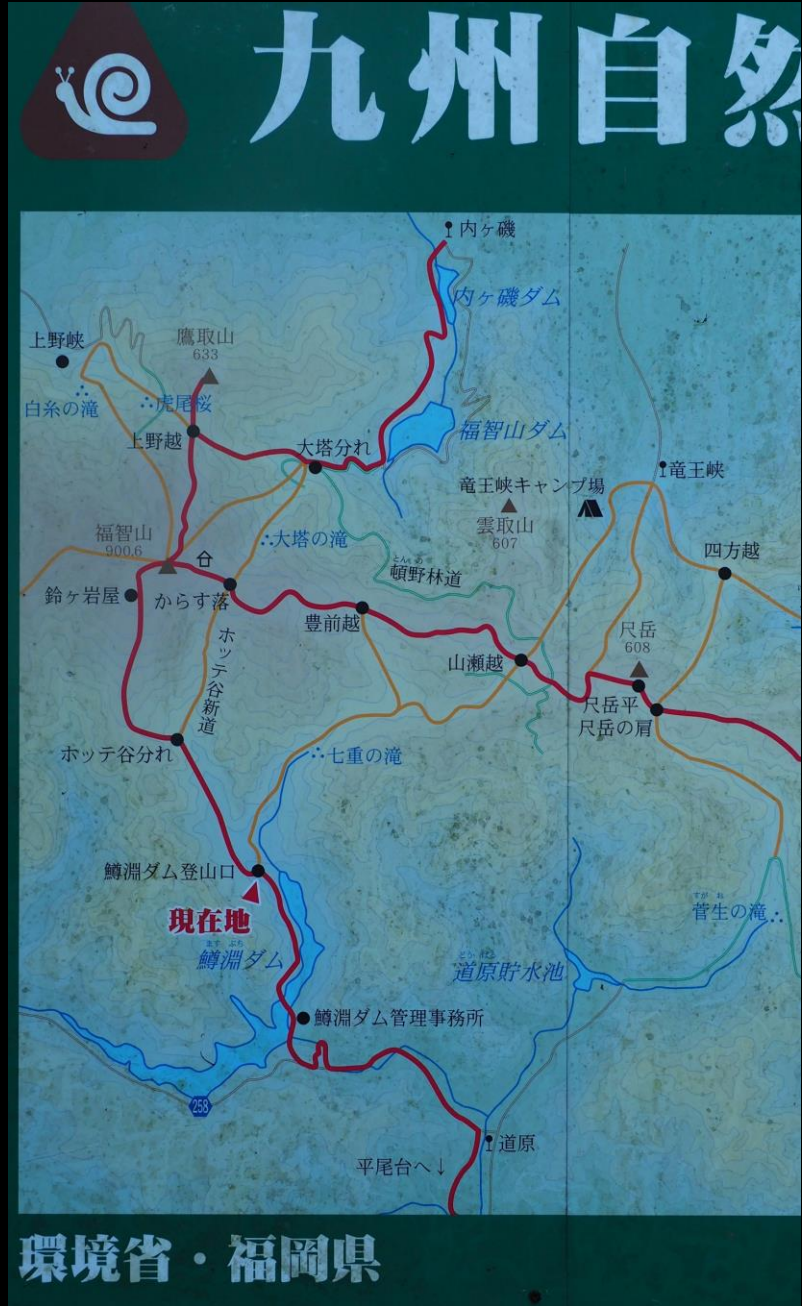 九州自然
内ヶ磯
内ヶ磯ダム
上野峡
鷹取山
633
白糸の滝
虎尾桜
上野越
大塔分れ
福智山ダム
竜王峡
竜王峡キャンプ場
雲取山
607
福智山
900.6
大塔の滝
四方越
頓野林道
鈴ヶ岩屋
からす落
豊前越
尺岳
608
ホッテ谷新道
山瀬越
尺岳平
尺岳の肩
ホッテ谷分れ
七重の滝
鱒淵ダム登山口
現在地
すがお
菅生の滝
ますぶち
鱒淵ダム
道原貯水池
鱒淵ダム管理事務所
258
道原
平尾台へ↓
環境省・福岡県